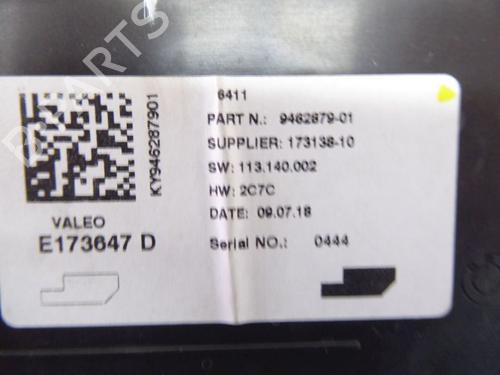 B-PARTS
KY946287901
VALEO
E173647 D
6411
PART N.: 9462879-01
SUPPLIER: 173138-10
SW: 113.140.002
HW: 2C7C
DATE: 09.07.18
Serial NO.: 0444